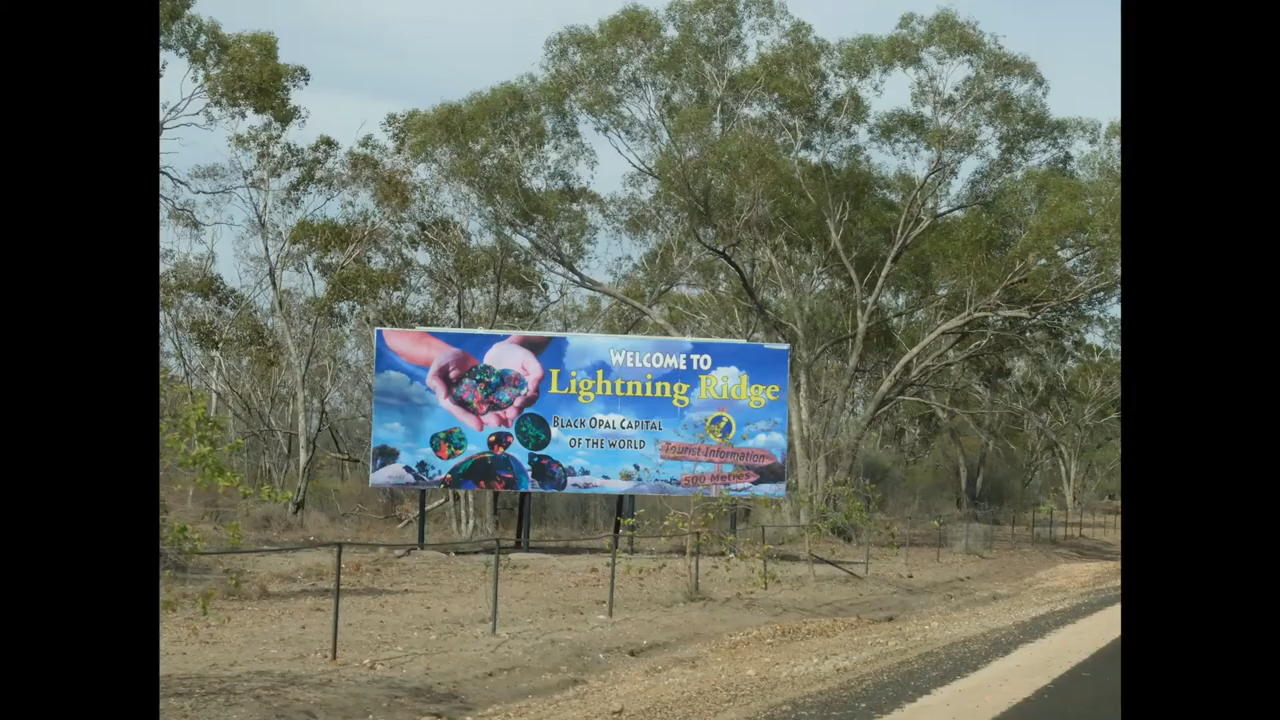 WELCOME TO
Lightning Ridge
BLACK OPAL CAPITAL
OF THE WORLD
Tourist Information
500 Metres